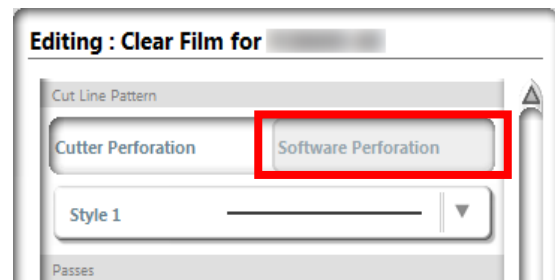 Editing : Clear Film for
Cut Line Pattern
Cutter Perforation Software Perforation
Style 1
Passes